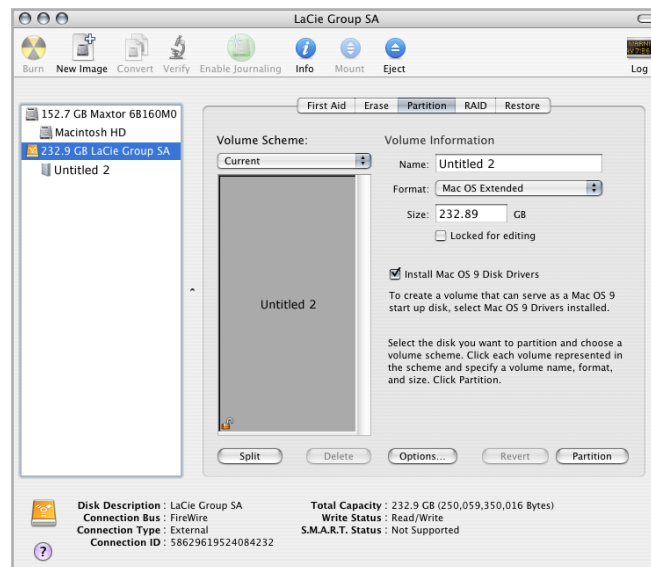 LaCie Group SA
Burn New Image Convert Verify Enable Journaling Info Mount Eject Log
152.7 GB Maxtor 6B160M0
Macintosh HD
232.9 GB LaCie Group SA
Untitled 2
First Aid Erase Partition RAID Restore
Volume Scheme:
Current
Untitled 2
Volume Information
Name: Untitled 2
Format: Mac OS Extended
Size: 232.89 GB
Locked for editing
Install Mac OS 9 Disk Drivers
To create a volume that can serve as a Mac OS 9
start up disk, select Mac OS 9 Drivers installed.
Select the disk you want to partition and choose a
volume scheme. Click each volume represented in
the scheme and specify a volume name, format,
and size. Click Partition.
Split Delete Options... Revert Partition
Disk Description : LaCie Group SA
Connection Bus : FireWire
Connection Type : External
Connection ID : 58629619524084232
Total Capacity : 232.9 GB (250,059,350,016 Bytes)
Write Status : Read/Write
S.M.A.R.T. Status : Not Supported
?